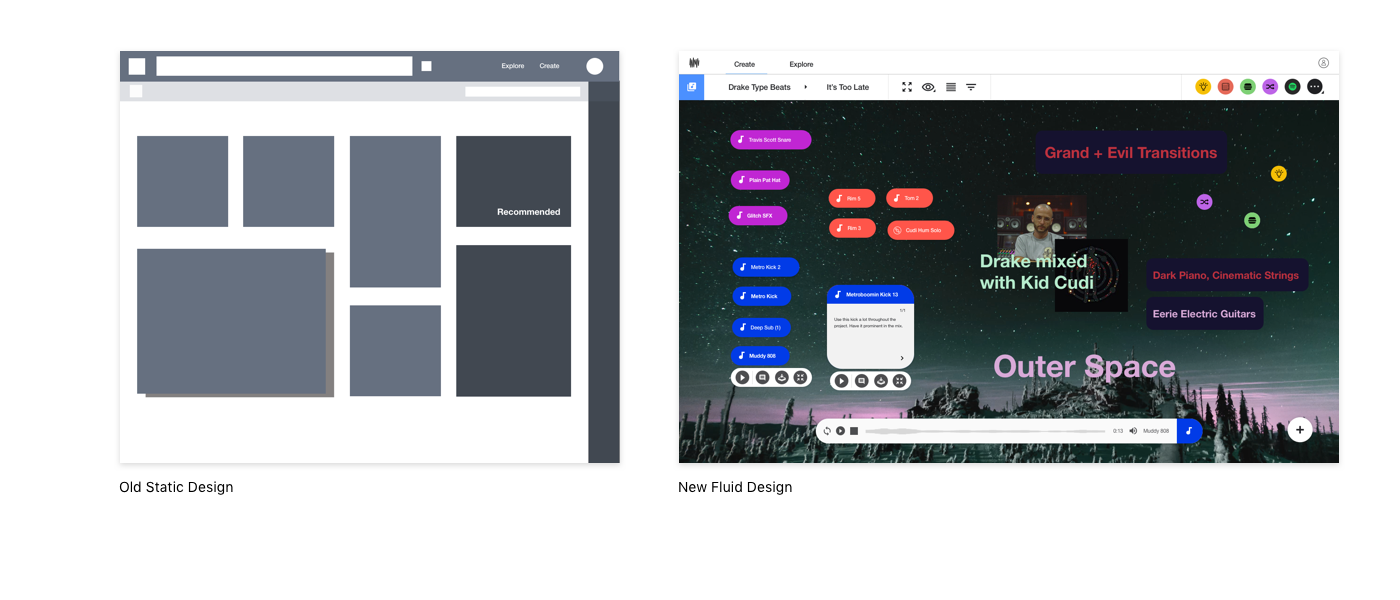 Explore
Create
Recommended
Old Static Design
Create
Explore
Drake Type Beats
It's Too Late
Travis Scott Snare
Plain Pat Hat
Glitch SFX
Rim 5
Tom 2
Rim 3
Cudi Hum Solo
Metro Kick 2
Metro Kick
Deep Sub (1)
Muddy 808
Metroboomin Kick 13
1/1
Use this kick a lot throughout the
project. Have it prominent in the mix.
Grand + Evil Transitions
Drake mixed
with Kid Cudi
Dark Piano, Cinematic Strings
Eerie Electric Guitars
Outer Space
0:13
Muddy 808
New Fluid Design